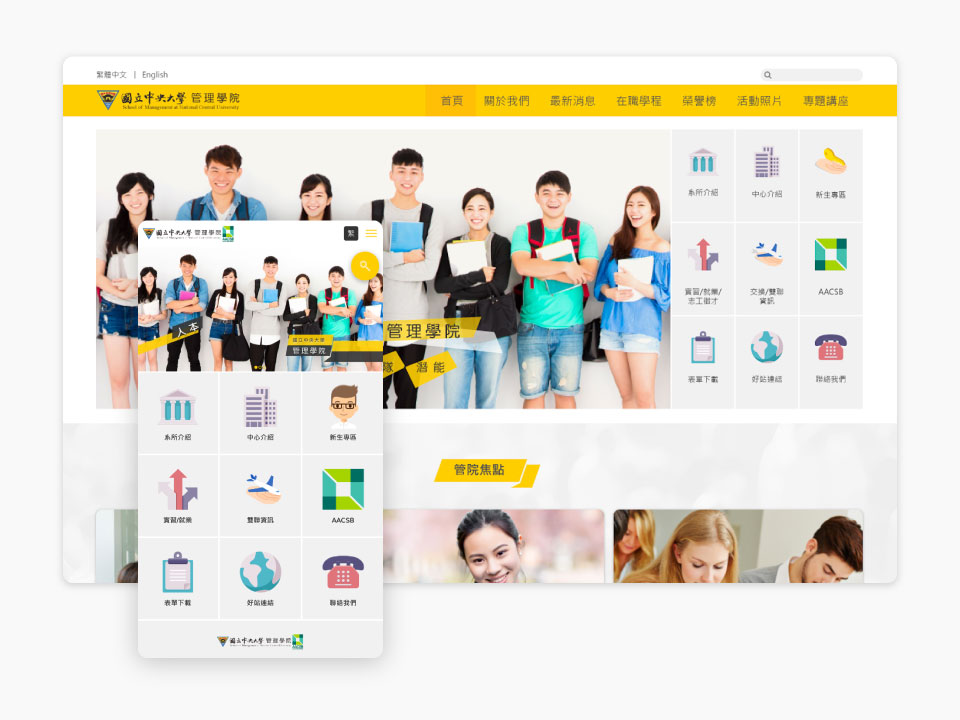 繁體中文 | English
國立中央大學 管理學院
School of Management at National Central University
首頁 關於我們 最新消息 在職學程 榮譽榜 活動照片 專題講座
系所介紹 中心介紹 新生專區
實習/就業/
志工徵才
交換/雙聯
資訊
AACSB
表單下載 好站連結 聯絡我們
管理學院
隊 潛能
管院焦點
國立中央大學 管理學院
繁
人本
國立中央大學
管理學院
系所介紹 中心介紹 新生專區
實習/就業 雙聯資訊 AACSB
表單下載 好站連結 聯絡我們
國立中央大學 管理學院